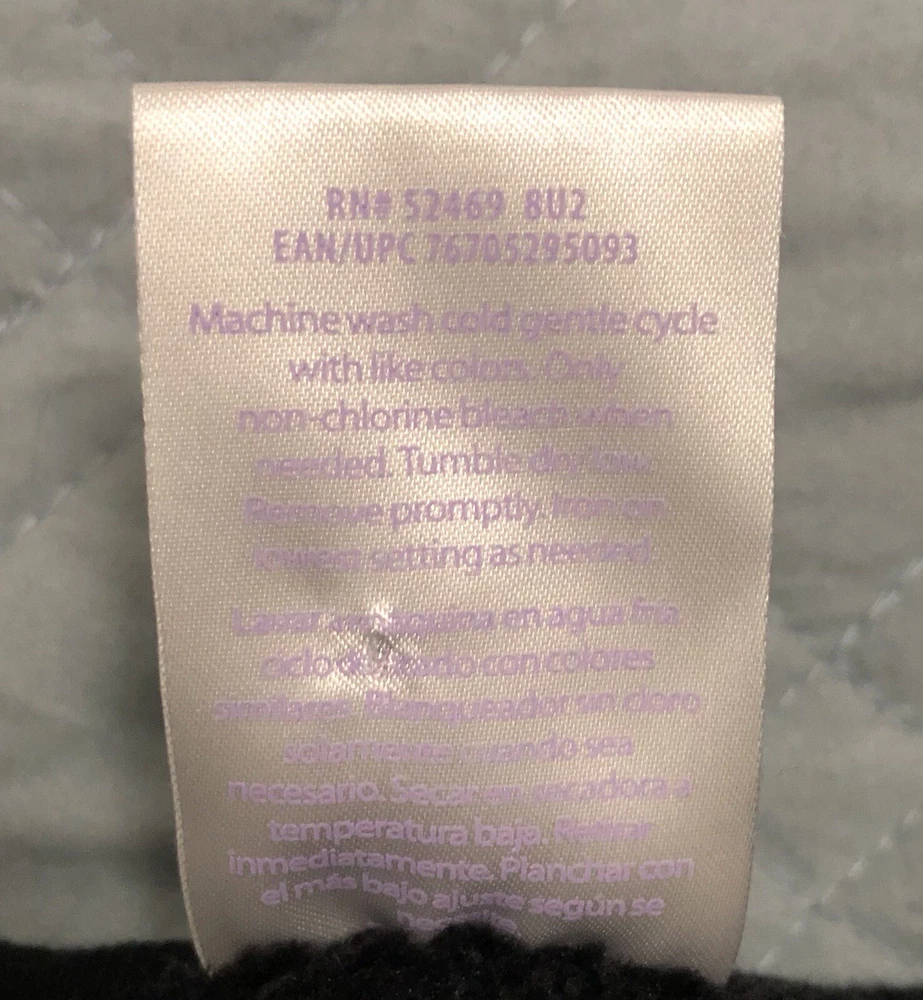 RN# 52469 8U2
EAN/UPC 76705295093
Machine wash cold gentle cycle
with like colors. Only
non-chlorine bleach when
needed. Tumble dry low.
Remove promptly. Iron on
lowest setting as needed
Lavar a máquina en agua fría
ciclo con colores
similares. Blanqueador sin cloro
solamente cuando sea
necesario. Secar en secadora a
temperatura baja. Retirar
inmediatamente. Planchar con
el más bajo ajuste según se